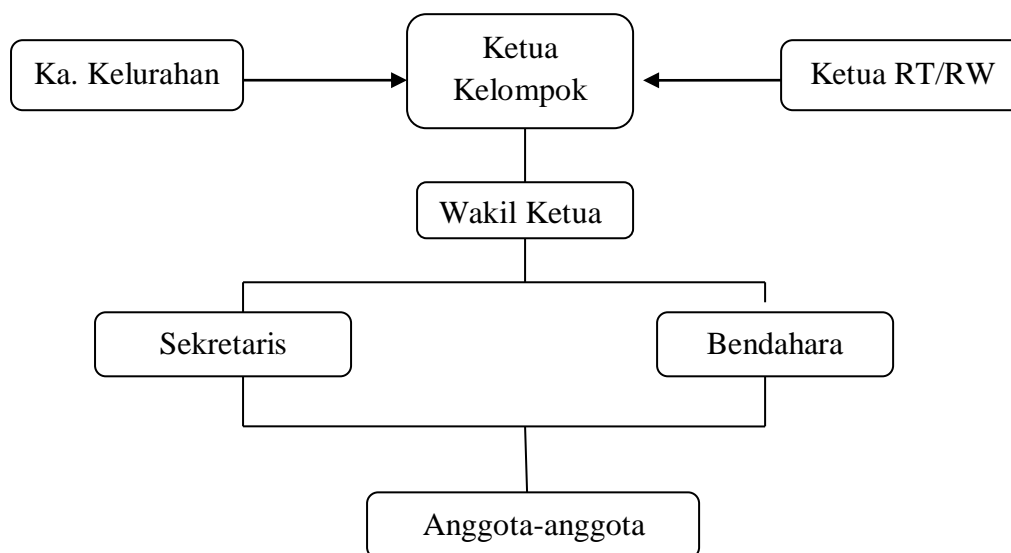 Ka. Kelurahan
Ketua
Kelompok
Ketua RT/RW
Wakil Ketua
Sekretaris
Bendahara
Anggota-anggota